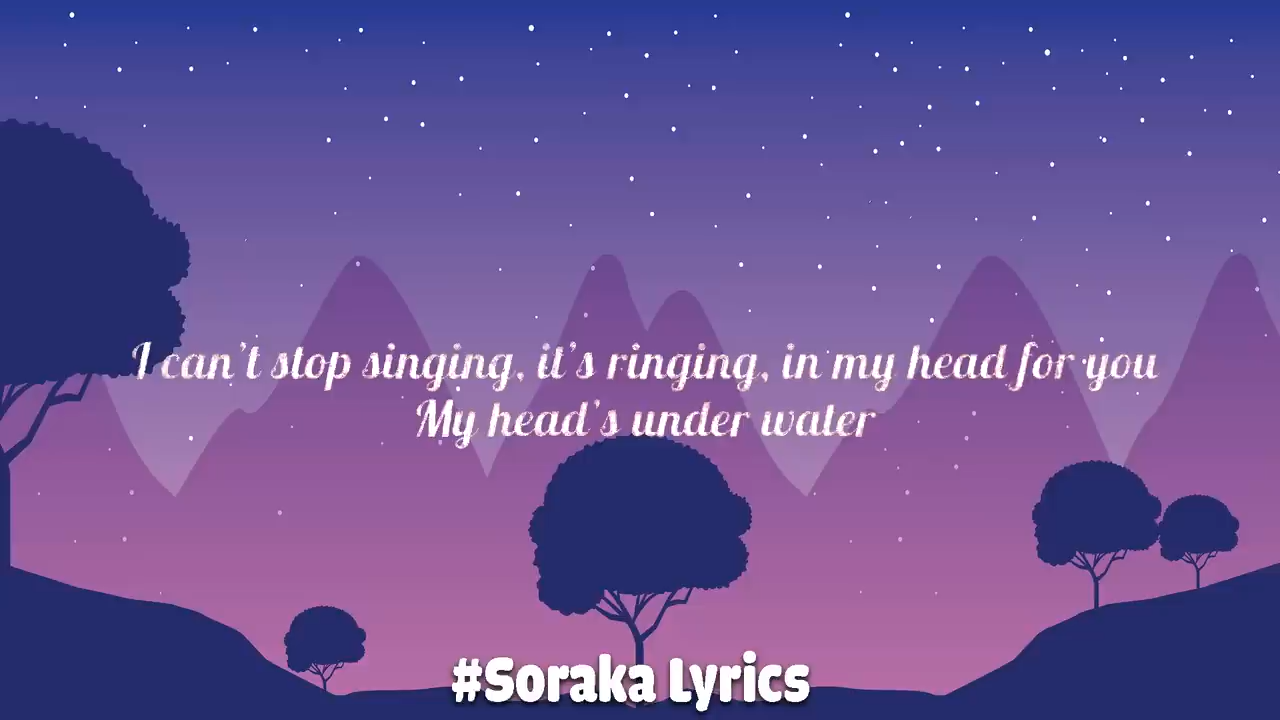 I can't stop singing, it's ringing, in my head for you
My head's under water
#Soraka Lyrics